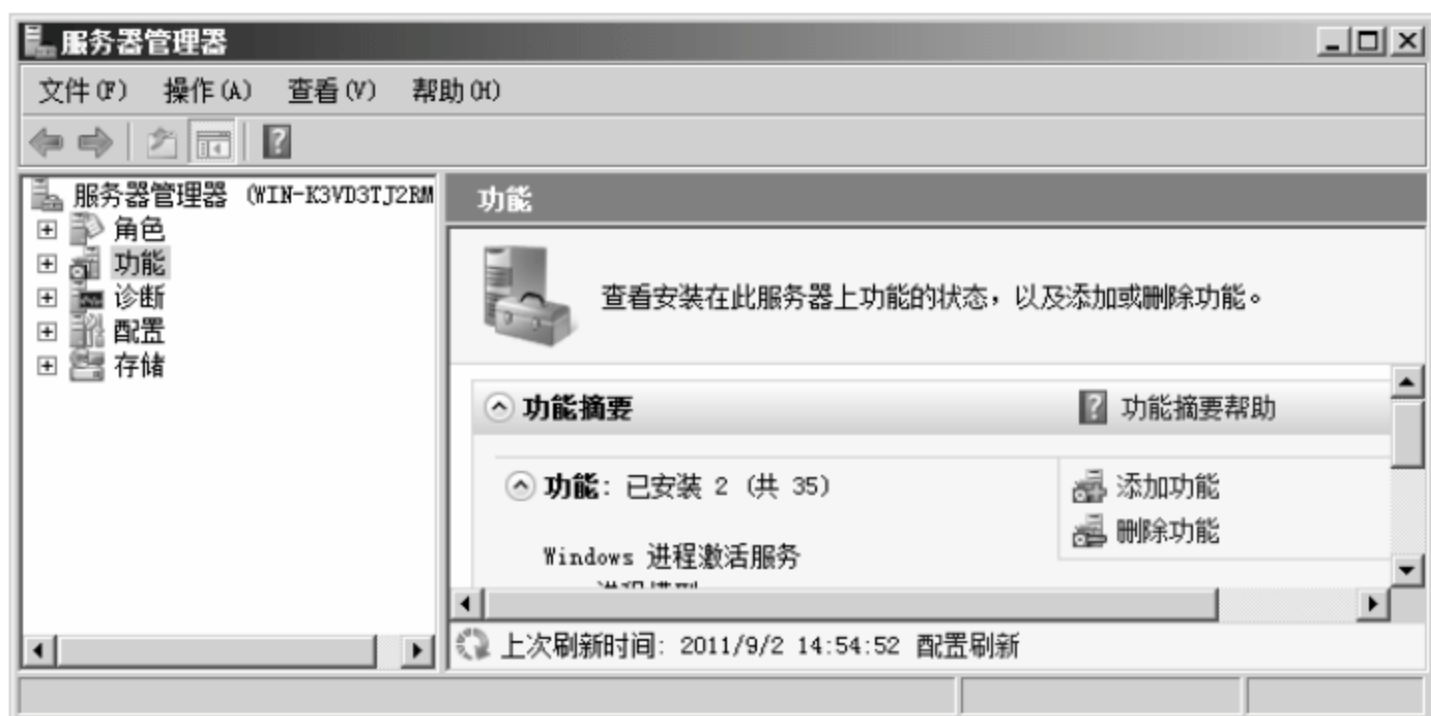 服务器管理器
文件(F) 操作(A) 查看(V) 帮助(H)
服务器管理器 (WIN-K3VD3TJ2RM
角色
功能
诊断
配置
存储
功能
查看安装在此服务器上功能的状态，以及添加或删除功能。
功能摘要
功能摘要帮助
功能: 已安装 2 (共 35)
添加功能
删除功能
Windows 进程激活服务
上次刷新时间: 2011/9/2 14:54:52 配置刷新